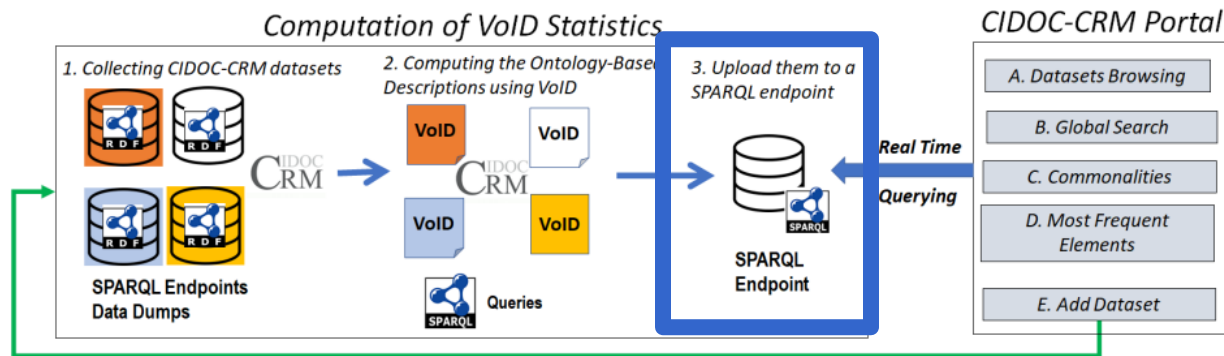 Computation of VoID Statistics
CIDOC-CRM Portal
1. Collecting CIDOC-CRM datasets
2. Computing the Ontology-Based
Descriptions using VoID
3. Upload them to a
SPARQL endpoint
RDF
RDF
RDF
RDF
CIDOC
CRM
SPARQL Endpoints
Data Dumps
VoID
VoID
CIDOC
CRM
VoID
VoID
SPARQL
Queries
SPARQL
SPARQL
Endpoint
Real Time
Querying
A. Datasets Browsing
B. Global Search
C. Commonalities
D. Most Frequent
Elements
E. Add Dataset